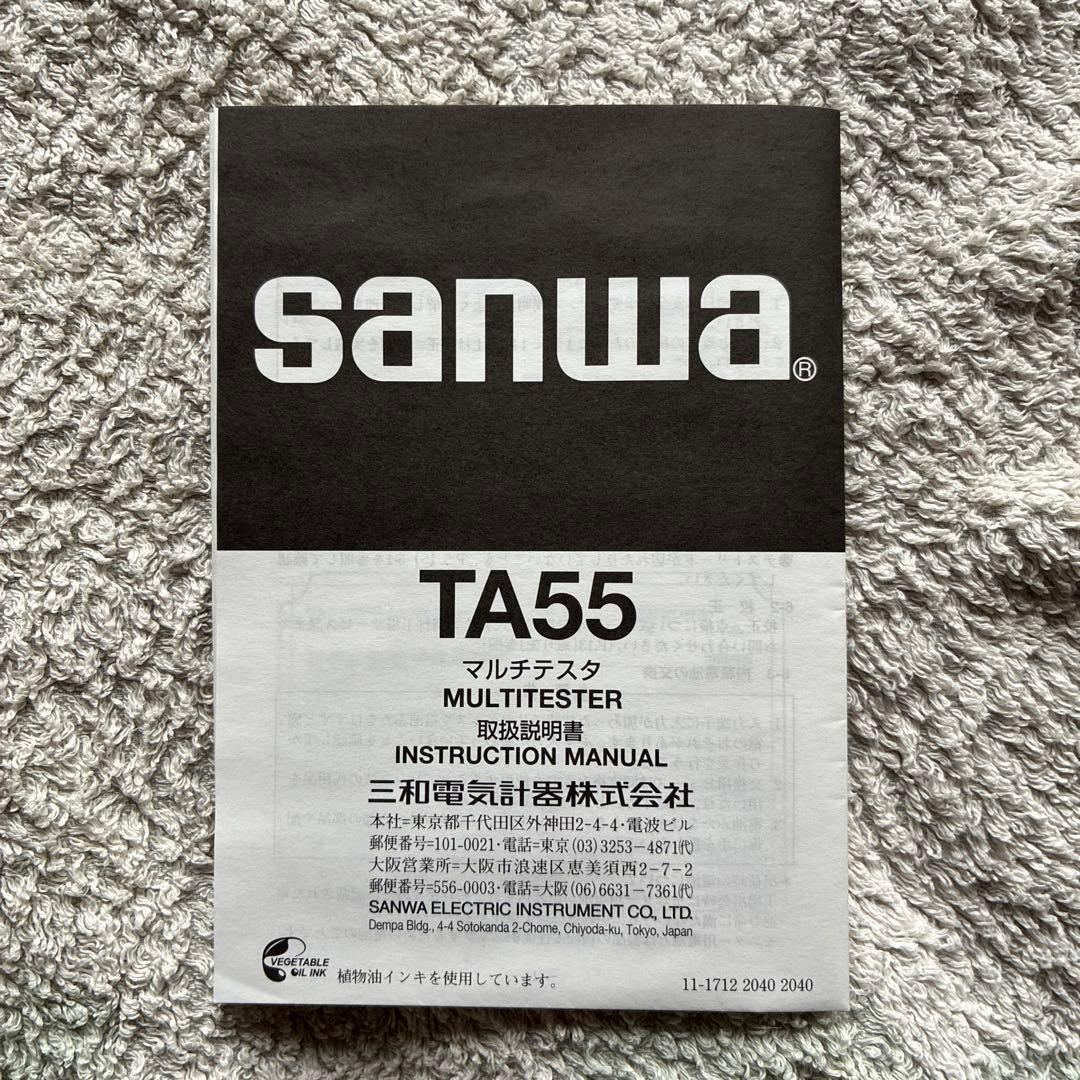 sanwa®
TA55
マルチテスタ
MULTITESTER
取扱説明書
INSTRUCTION MANUAL
三和電気計器株式会社
本社=東京都千代田区外神田2-4-4・電波ビル
郵便番号=101-0021・電話=東京(03)3253-4871㈹
大阪営業所=大阪市浪速区恵美須西2-7-2
郵便番号=556-0003・電話=大阪(06)6631-7361㈹
SANWA ELECTRIC INSTRUMENT CO., LTD.
Dempa Bldg., 4-4 Sotokanda 2-Chome, Chiyoda-ku, Tokyo, Japan
VEGETABLE
OIL INK
植物油インキを使用しています。
11-1712 2040 2040